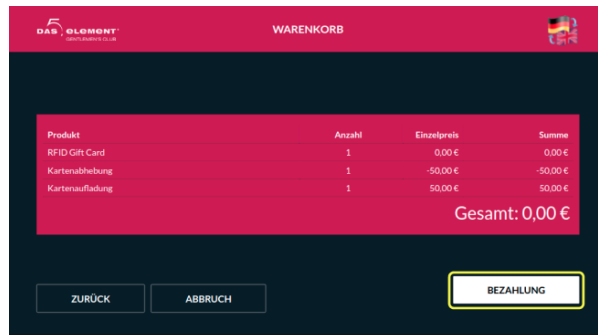 5
DAS ELEMENT
GENTLEMEN'S CLUB
WARENKORB
Produkt Anzahl Einzelpreis Summe
RFID Gift Card 1 0,00 € 0,00 €
Kartenabhebung 1 -50,00 € -50,00 €
Kartenaufladung 1 50,00 € 50,00 €
Gesamt: 0,00 €
ZURÜCK
ABBRUCH
BEZAHLUNG